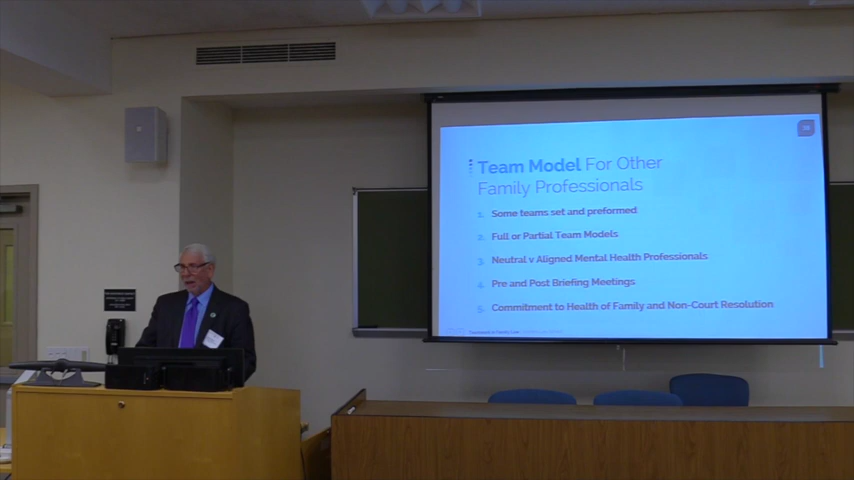 Team Model For Other
Family Professionals
1. Some teams set and preformed
2. Full or Partial Team Models
3. Neutral v Aligned Mental Health Professionals
4. Pre and Post Briefing Meetings
5. Commitment to Health of Family and Non-Court Resolution